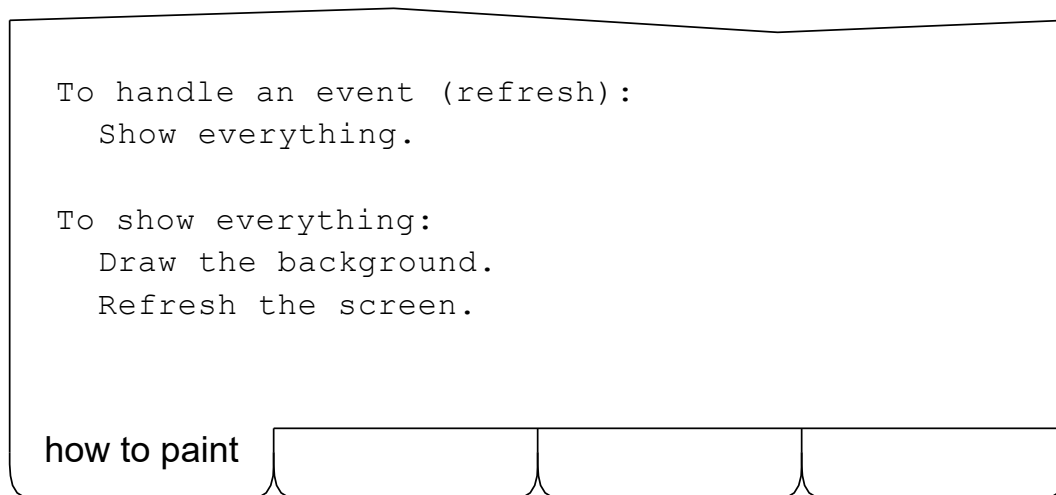 To handle an event (refresh):
Show everything.
To show everything:
Draw the background.
Refresh the screen.
how to paint